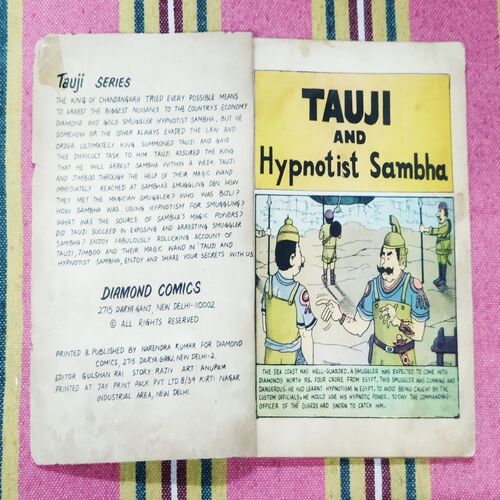 Tauji SERIES
THE KING OF CHANDANGARH TRIED EVERY POSSIBLE MEANS
TO ARREST THE BIGGEST NUISANCE TO THE COUNTRY'S ECONOMY
DIAMOND AND GOLD SMUGGLER HYPNOTIST SAMBHA. BUT HE
SOMEHOW OR THE OTHER ALWAYS EVADED THE LAW AND
ORDER ULTIMATELY KING SUMMONED TAUJI AND GAVE
THIS DIFFICULT TASK TO HIM. TAUJI ASSURED THE KING
THAT HE WILL ARREST SAMBHA WITHIN A WEEK. TAUJI
AND JIMBOO THROUGH THE HELP OF THEIR MAGIC WAND
IMMEDIATELY REACHED AT SAMBHA'S SMUGGLING DEN HOW
THEY MET THE MAGICIAN SMUGGLER? WHO WAS BIJLI?
HOW SAMBHA WAS USING HYPNOTISM FOR SMUGGLING?
WHAT WAS THE SOURCE OF SAMBHA'S MAGIC POWERS?
DID TAUJI SUCCEED IN EXPOSING AND ARRESTING SMUGGLER
SAMBHA? ENJOY FABULOUSLY ROLLICKING ACCOUNT OF
TAUJI, JIMBOO AND THEIR MAGIC WAND IN 'TAUJI AND
HYPNOTIST SAMBHA, ENJOY AND SHARE YOUR SECRETS WITH US.
DIAMOND COMICS
2715 DARYA GANJ, NEW DELHI-110002
© ALL RIGHTS RESERVED
PRINTED & PUBLISHED BY NARENDRA KUMAR FOR DIAMOND
COMICS, 2715 DARYA GANJ, NEW DELHI-2.
EDITOR GULSHAN RAI STORY: RAJIV ART: ANUPAM
PRINTED AT JAY PRINT PACK PVT. LTD. 8/59 KIRTI NAGAR
INDUSTRIAL AREA, NEW DELHI
TAUJI
AND
Hypnotist Sambha
THE SEA COAST WAS WELL-GUARDED. A SMUGGLER WAS EXPECTED TO COME WITH
DIAMONDS WORTH RS. FOUR CRORE FROM EGYPT. THIS SMUGGLER WAS CUNNING AND
DANGEROUS. HE HAD LEARNT HYPNOTISM IN EGYPT. TO AVOID BEING CAUGHT BY THE
CUSTOM OFFICIALS, HE WOULD USE HIS HYPNOTIC POWER. TODAY THE COMMANDING-
OFFICER OF THE GUARDS HAD SWORN TO CATCH HIM.